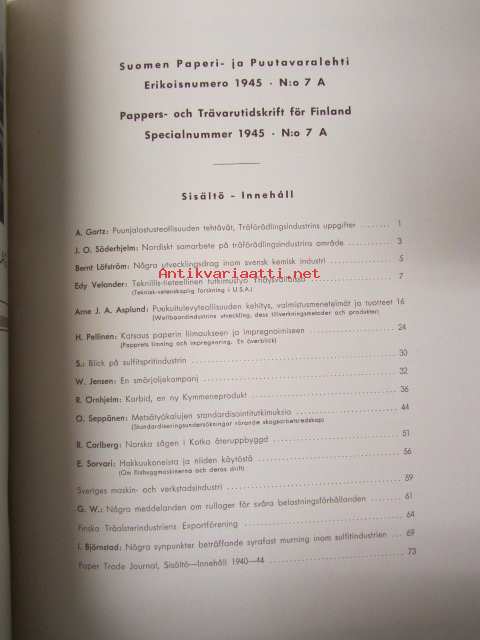 Suomen Paperi- ja Puutavaralehti
Erikoisnumero 1945 · N:o 7 A
Pappers- och Trävarutidskrift för Finland
Specialnummer 1945 · N:o 7 A
Sisältö - Innehåll
A. Gartz: Puunjalostusteollisuuden tehtävät, Träförädlingsindustrins uppgifter ........ 1
J. O. Söderhjelm: Nordiskt samarbete på träförädlingsindustrins område ........ 3
Bernt Löfström: Några utvecklingsdrag inom svensk kemisk industri ........ 5
Antikvariaatti.net
Edy Velander: Teknillis-tieteellinen tutkimustyö Yhdysvalloissa ........ 7
(Teknisk-vetenskaplig forskning i U.S.A.)
Arne J. A. Asplund: Puukuitulevyteollisuuden kehitys, valmistusmenetelmät ja tuotteet 16
(Wallboardindustrins utveckling, dess tillverkningsmetoder och produkter)
H. Pellinen: Katsaus paperin liimaukseen ja impregnoimiseen ........ 24
(Papprets limning och impregnering. En överblick)
S.: Blick på sulfitspritindustrin ........ 30
W. Jensen: En smörjoljekampanj ........ 32
R. Örnhjelm: Karbid, en ny Kymmeneprodukt ........ 36
O. Seppänen: Metsätyökalujen standardisointitutkimuksia ........ 44
(Standardiseringsundersökningar rörande skogsarbetsredskap)
R. Carlberg: Norska sågen i Kotka återuppbyggd ........ 51
E. Sorvari: Hakkuukoneista ja niiden käytöstä ........ 56
(Om flishuggmaskinerna och deras drift)
Sveriges maskin- och verkstadsindustri ........ 59
G. W.: Några meddelanden om rullager för svåra belastningsförhållanden ........ 61
Finska Träalsterindustriens Exportförening ........ 64
I. Björnstad: Några synpunkter beträffande syrafast murning inom sulfitindustrien ... 69
Paper Trade Journal, Sisältö—Innehåll 1940—44 ........ 73